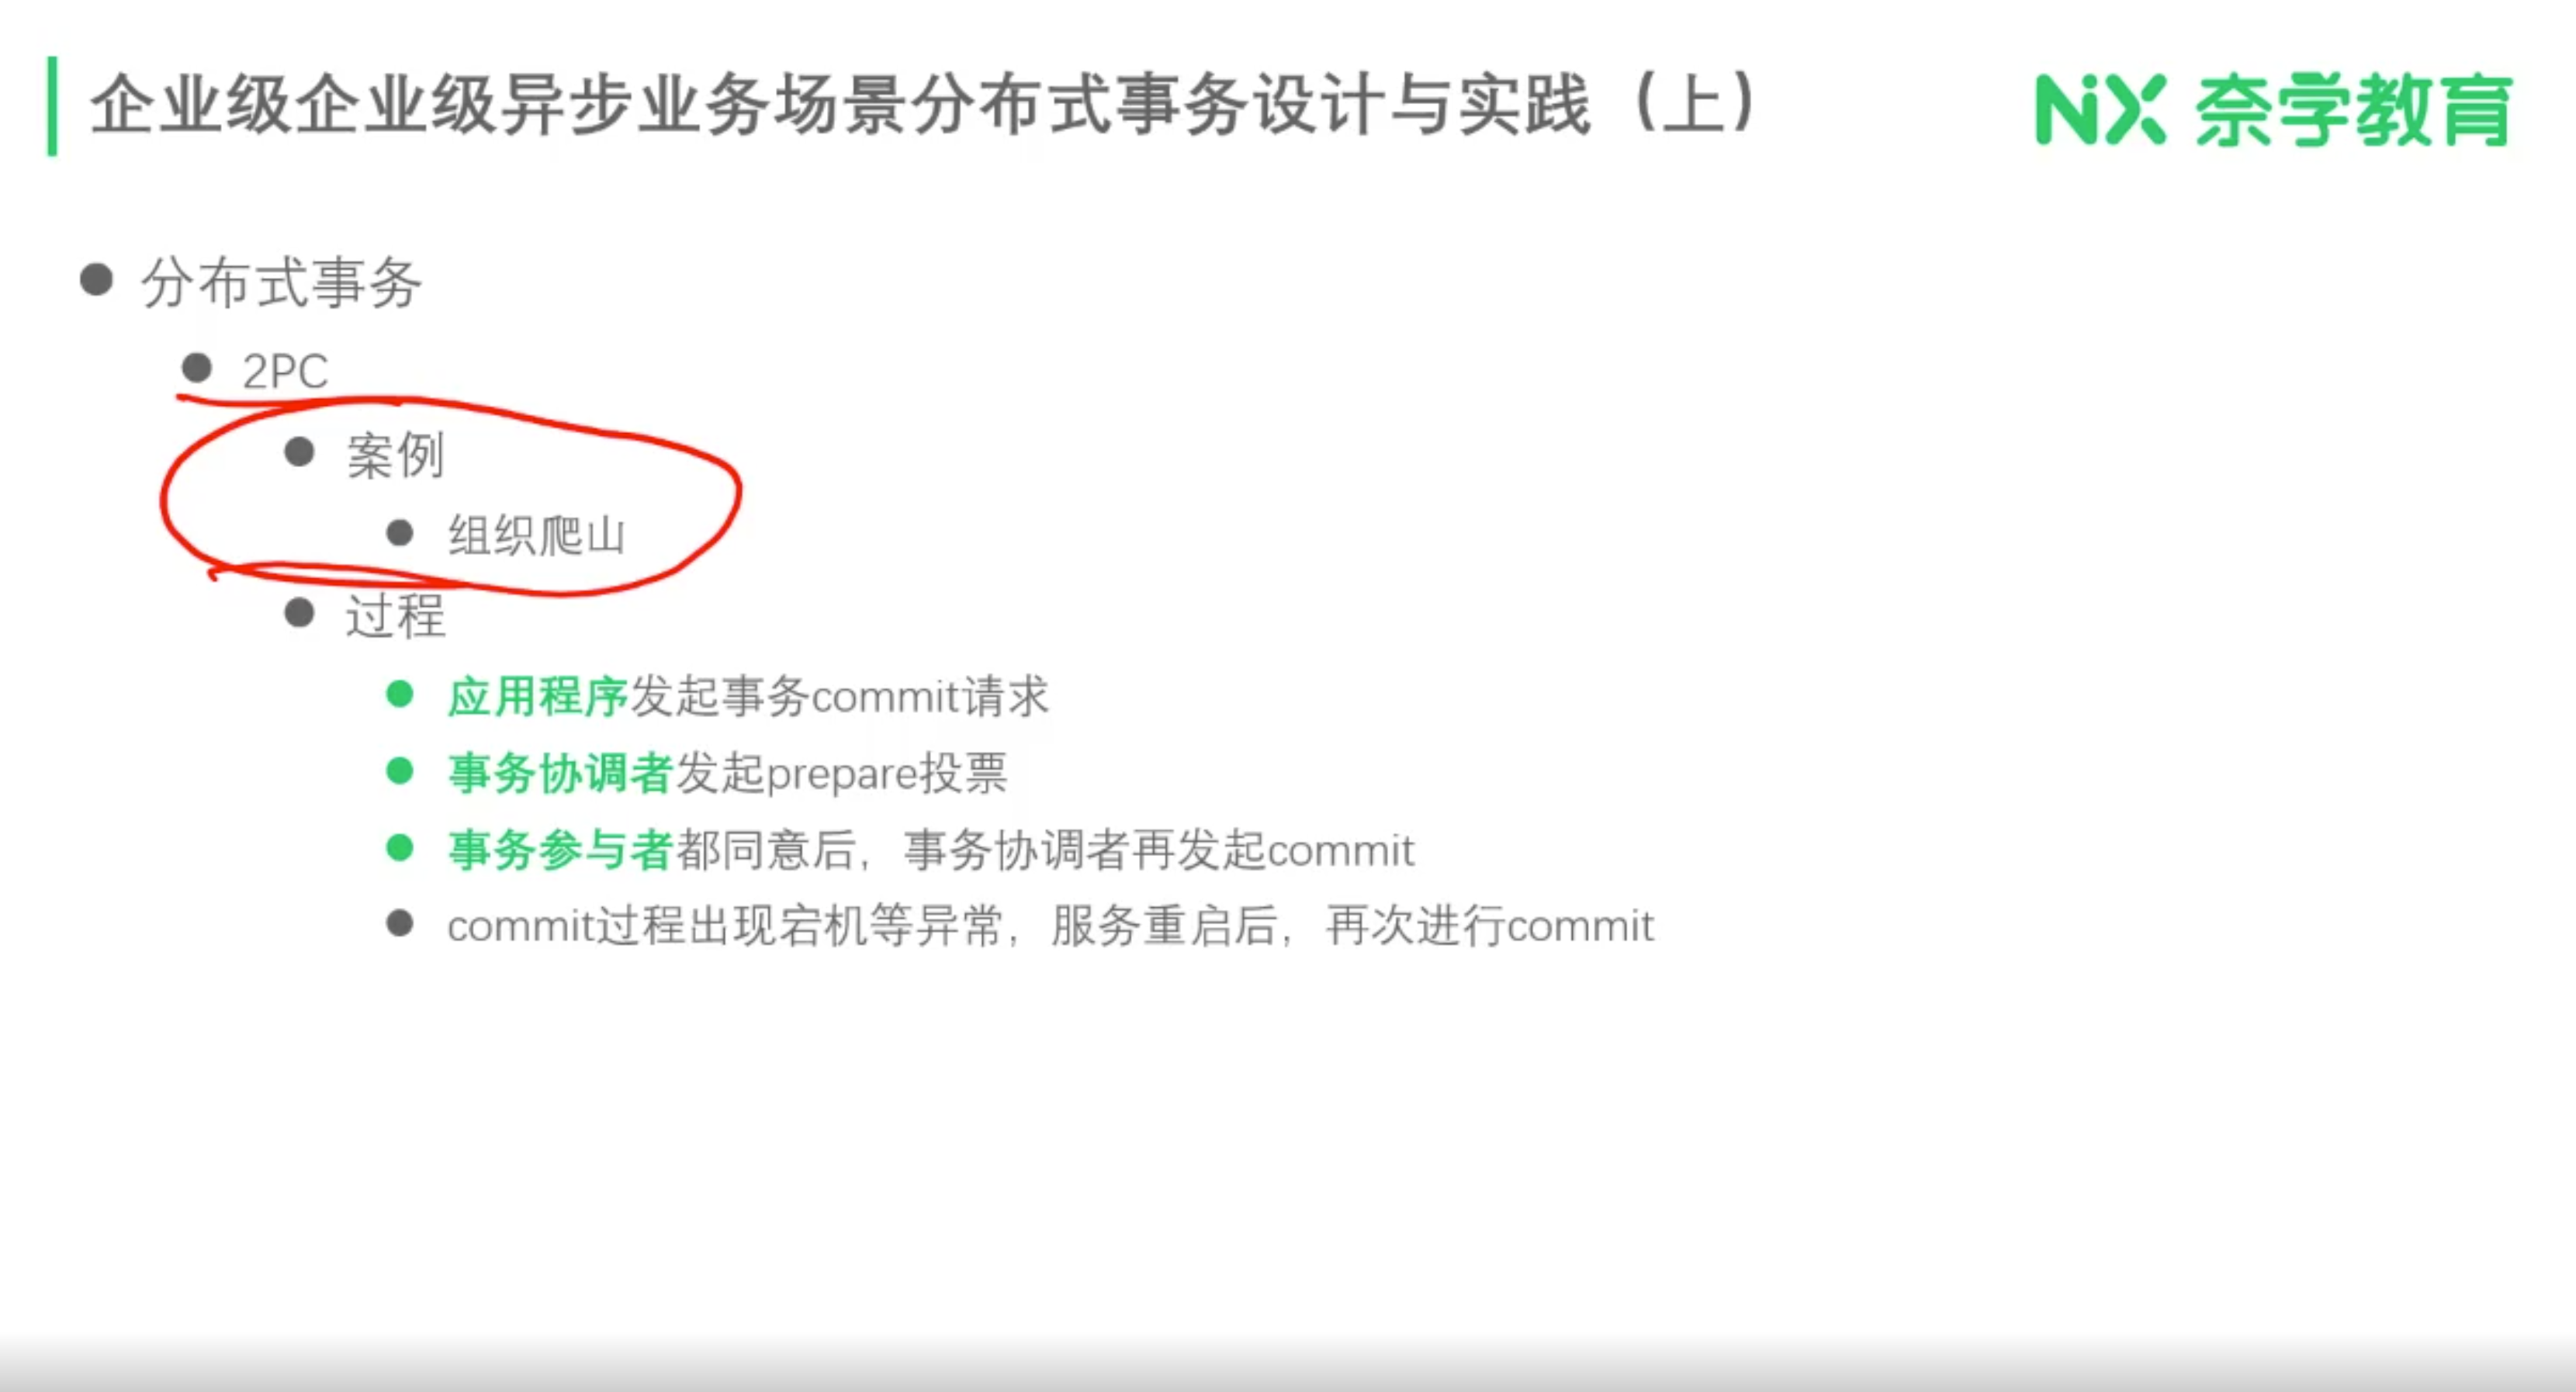 企业级企业级异步业务场景分布式事务设计与实践（上）
NiX 奈学教育
分布式事务
2PC
案例
组织爬山
过程
应用程序发起事务commit请求
事务协调者发起prepare投票
事务参与者都同意后，事务协调者再发起commit
commit过程出现宕机等异常，服务重启后，再次进行commit